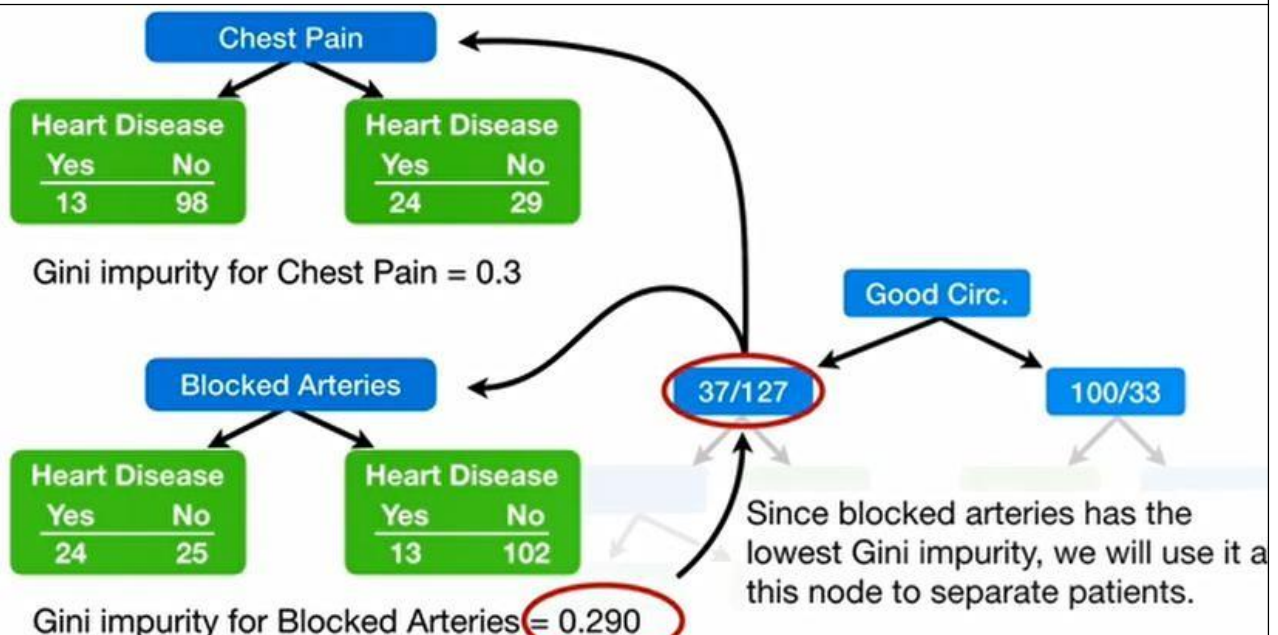 Chest Pain
Heart Disease
Yes No
13 98
Heart Disease
Yes No
24 29
Gini impurity for Chest Pain = 0.3
Good Circ.
37/127
100/33
Blocked Arteries
Heart Disease
Yes No
24 25
Heart Disease
Yes No
13 102
Gini impurity for Blocked Arteries = 0.290
Since blocked arteries has the
lowest Gini impurity, we will use it a
this node to separate patients.